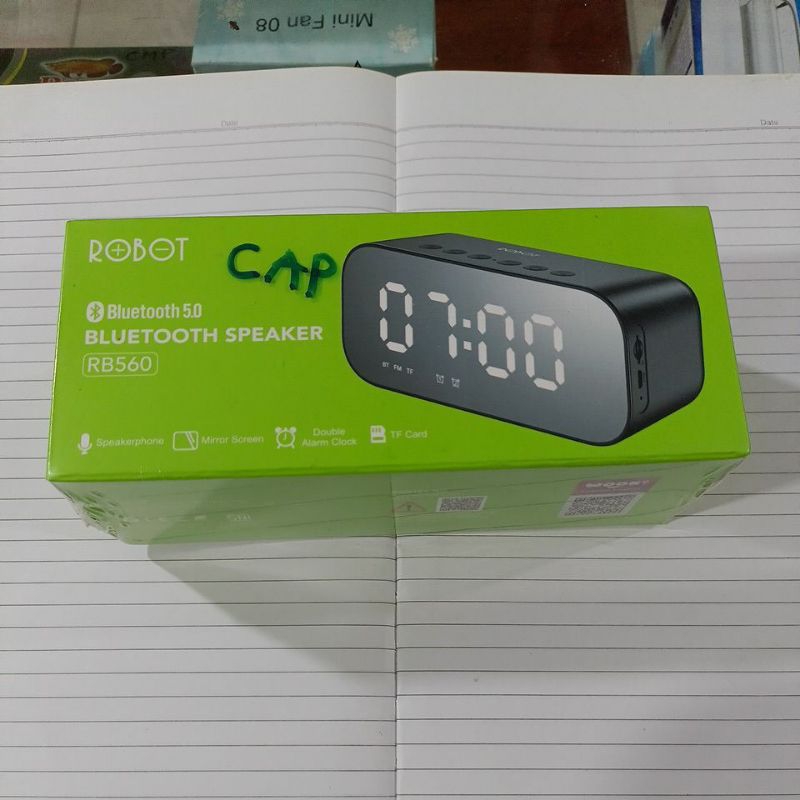 CMP
Mini Fan 08
Date
Date
ROBOT
CAP
Bluetooth 5.0
BLUETOOTH SPEAKER
RB560
07:00
BT FM TF
Speakerphone
Mirror Screen
Double
Alarm Clock
TF Card